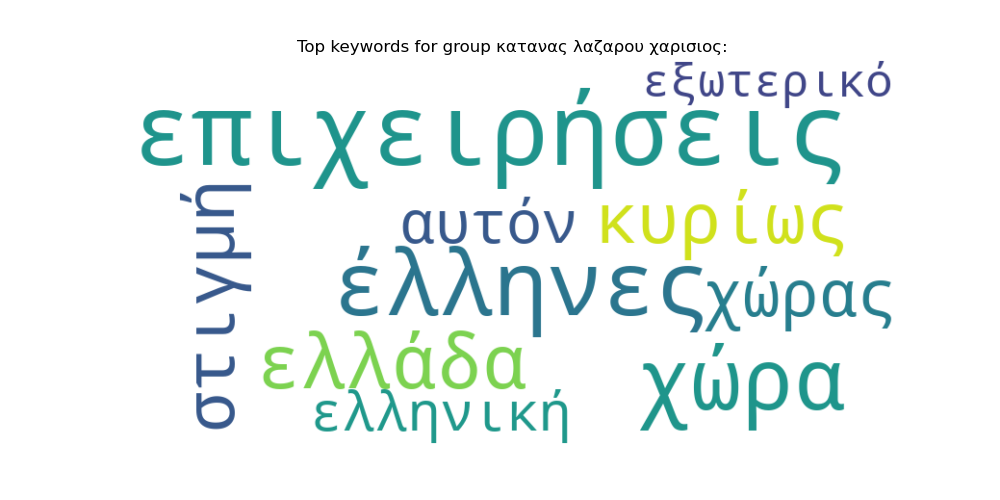 Top keywords for group κατανας λαζαρου χαρισιος:
εξωτερικό
επιχειρήσεις
στιγμή
αυτόν
κυρίως
έλληνες
χώρας
ελλάδα
χώρα
ελληνική